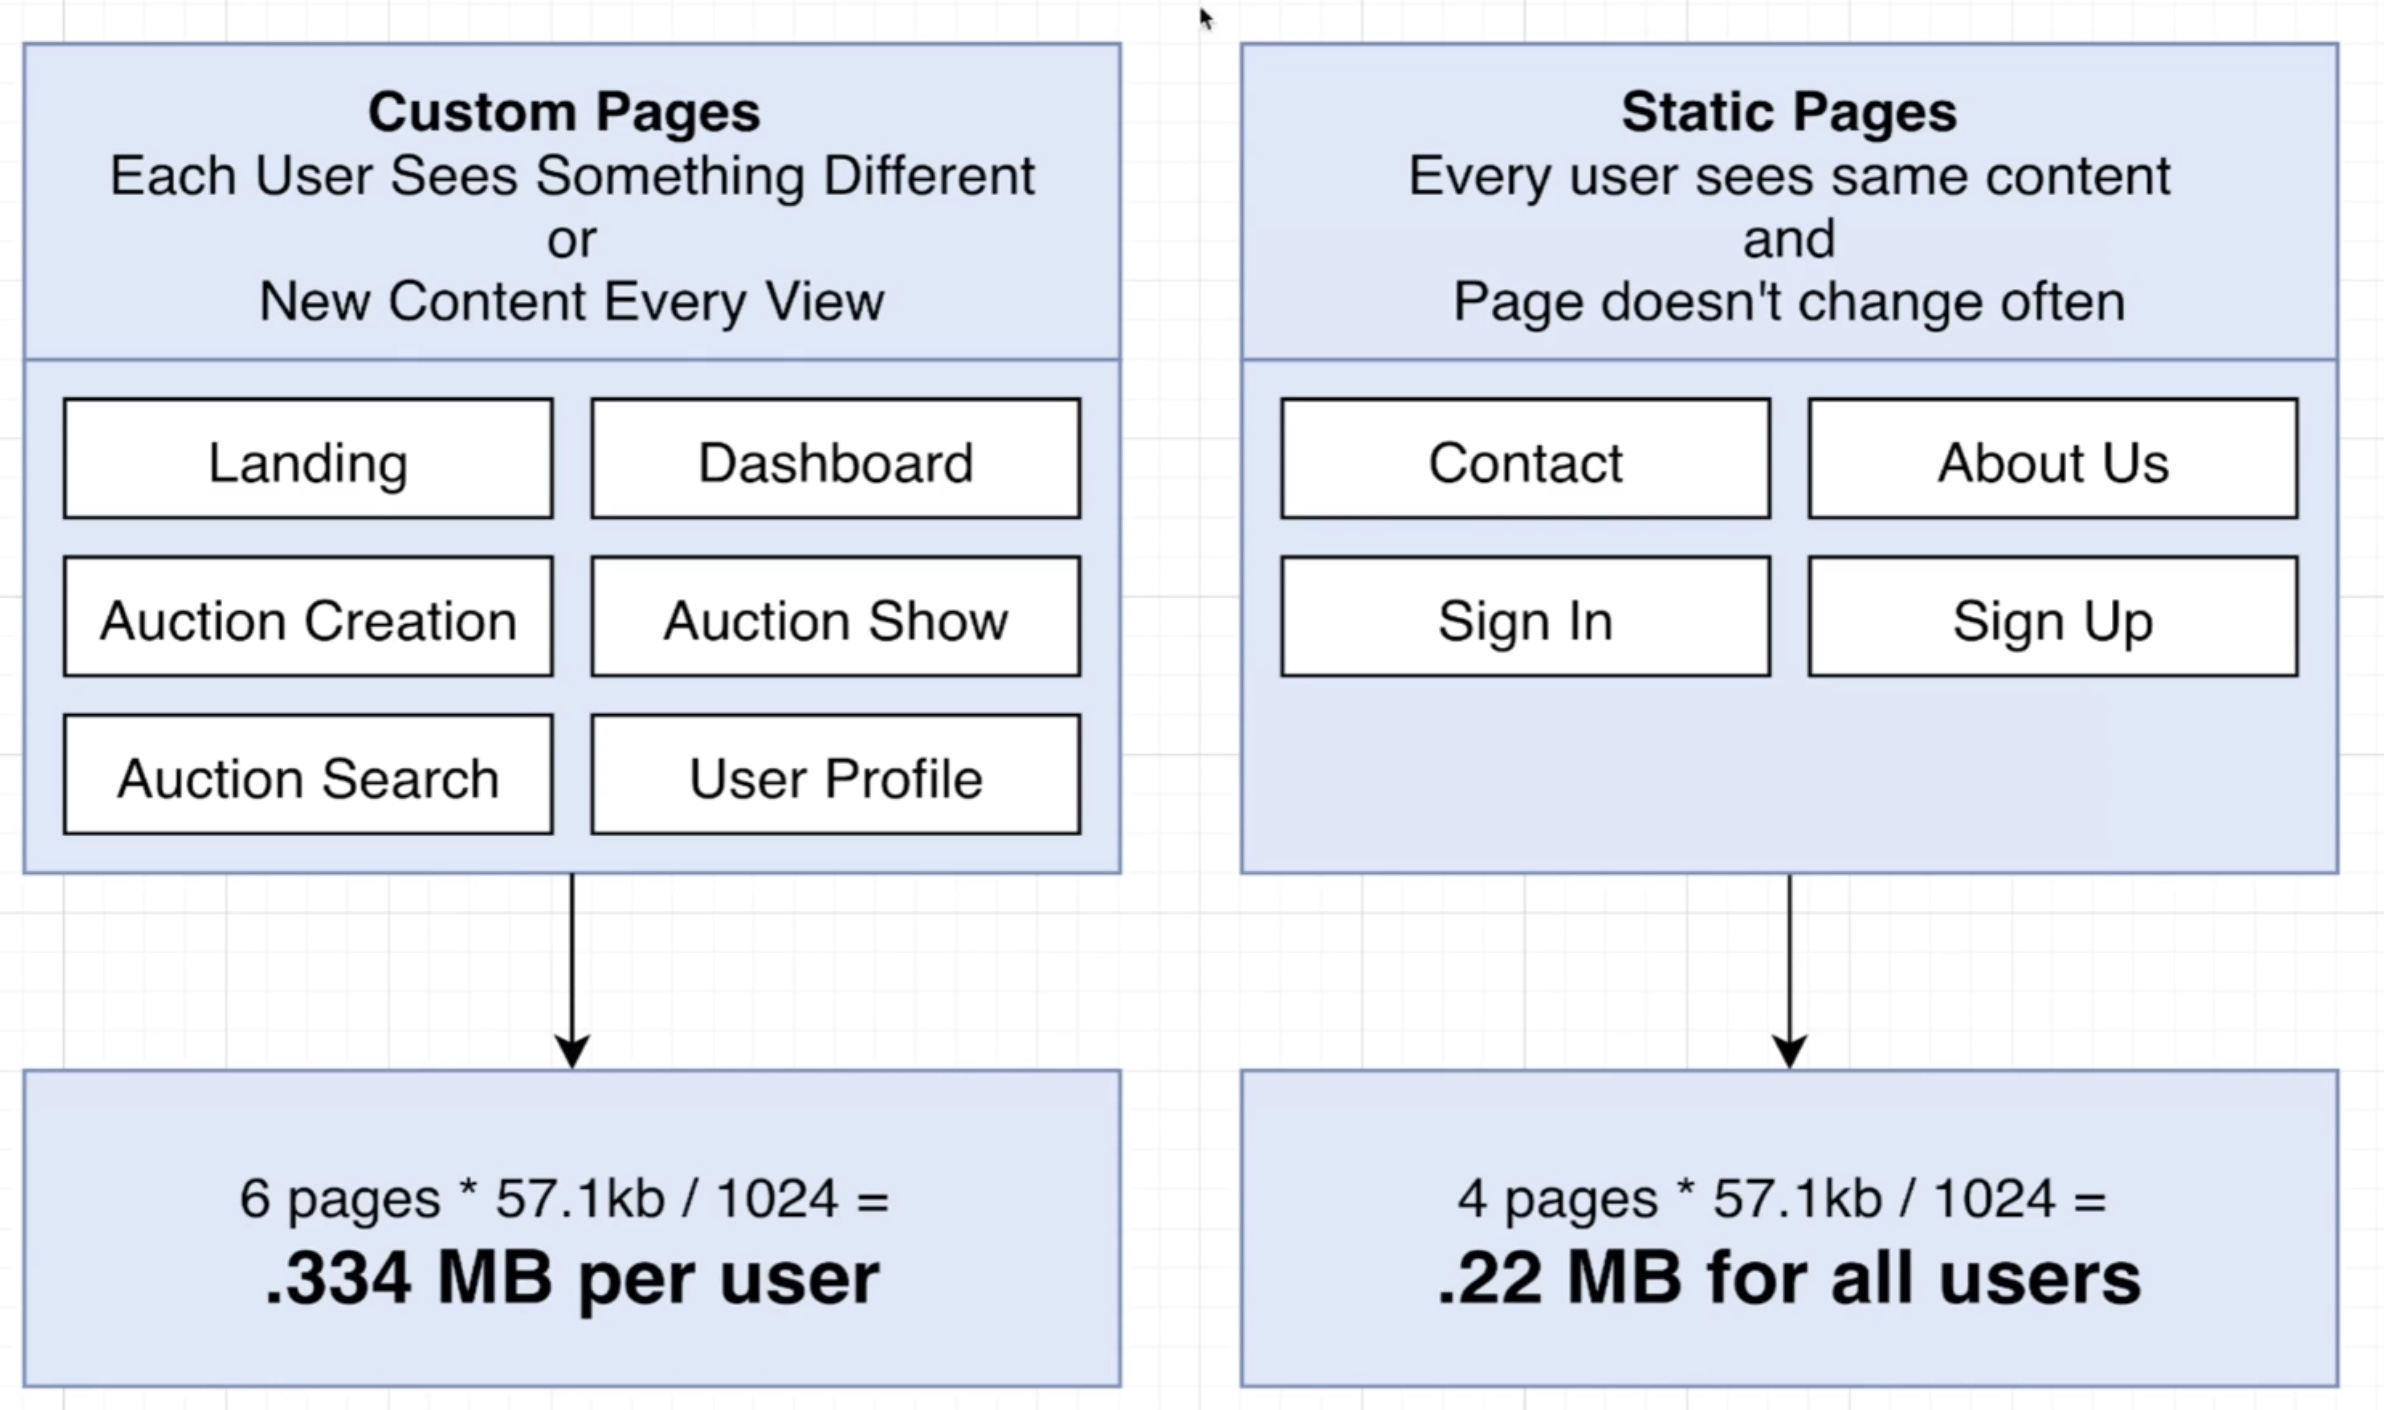 Custom Pages
Each User Sees Something Different
or
New Content Every View
Landing
Dashboard
Auction Creation
Auction Show
Auction Search
User Profile
6 pages * 57.1kb / 1024 =
.334 MB per user
Static Pages
Every user sees same content
and
Page doesn't change often
Contact
About Us
Sign In
Sign Up
4 pages * 57.1kb / 1024 =
.22 MB for all users